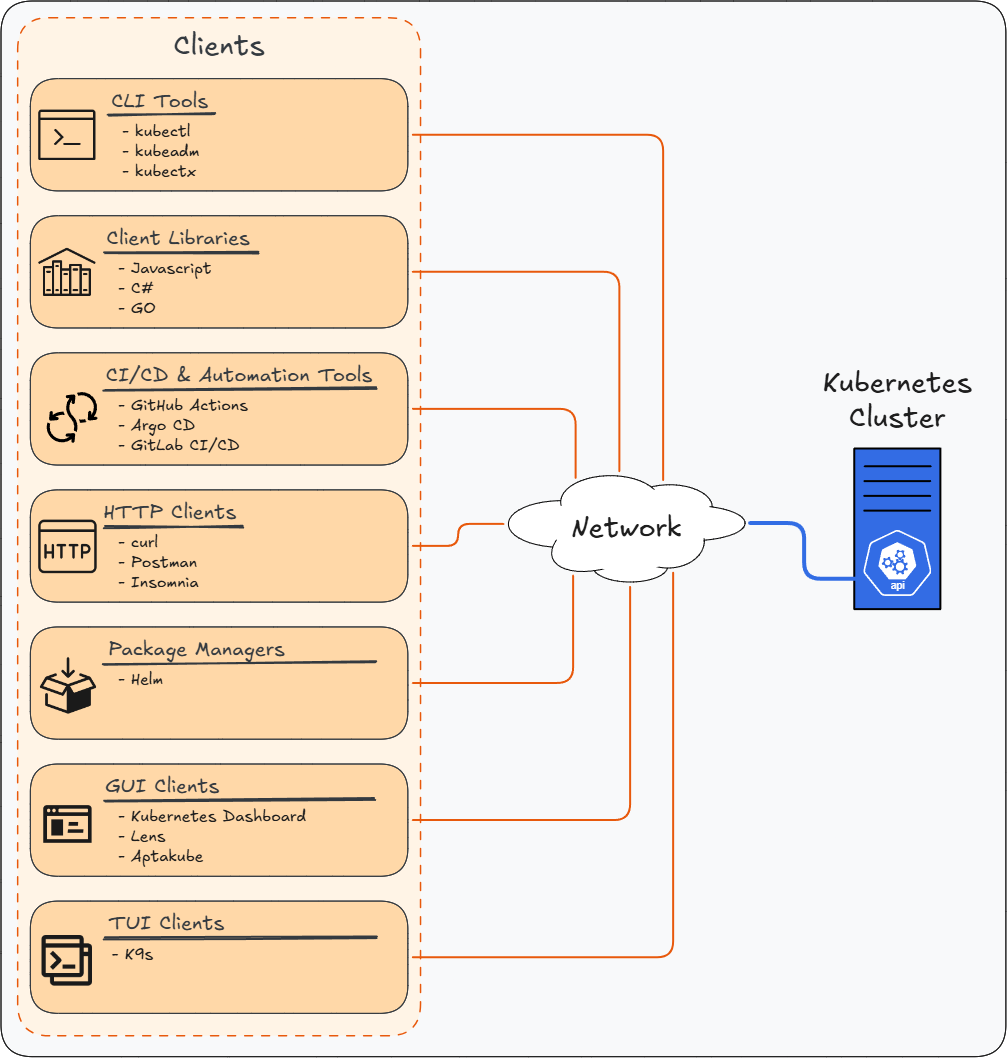 Clients
CLI Tools
- kubectl
- kubeadm
- kubectx
Client Libraries
- Javascript
- C#
- GO
CI/CD & Automation Tools
- GitHub Actions
- Argo CD
- GitLab CI/CD
HTTP Clients
HTTP
- curl
- Postman
- Insomnia
Package Managers
- Helm
GUI Clients
- Kubernetes Dashboard
- Lens
- Aptakube
TUI Clients
- K9s
Network
Kubernetes
Cluster
api